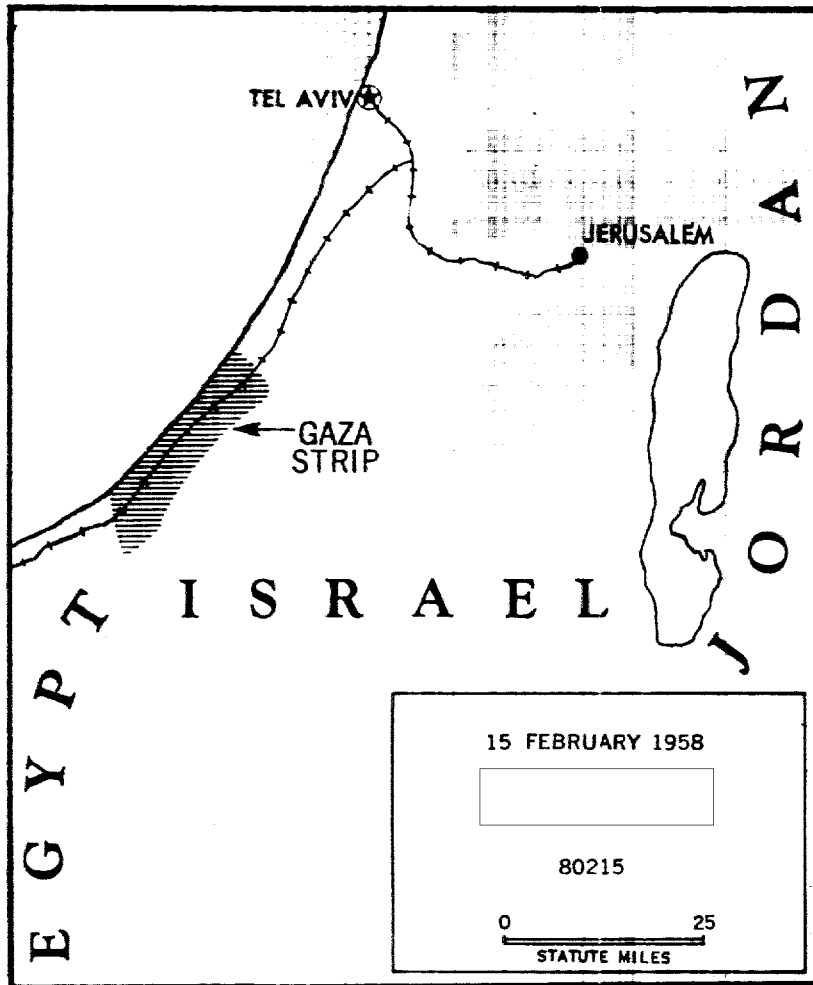 TEL AVIV
JERUSALEM
GAZA
STRIP
ISRAEL
EGYPT
JORDAN
15 FEBRUARY 1958
80215
0 25
STATUTE MILES